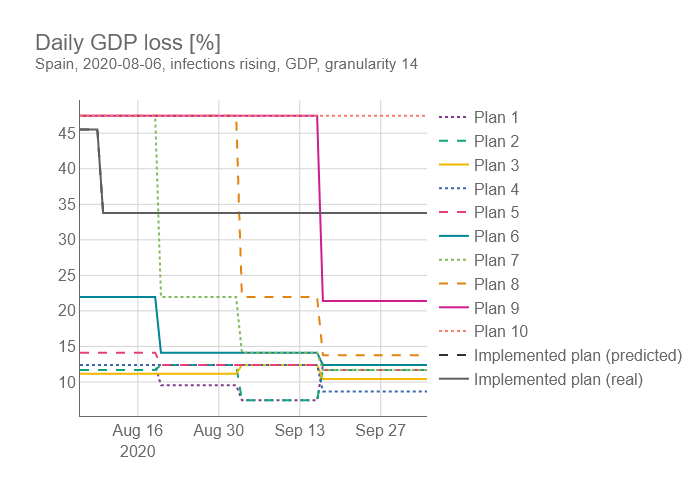 Daily GDP loss [%]
Spain, 2020-08-06, infections rising, GDP, granularity 14
45
40
35
30
25
20
15
10
Aug 16
2020
Aug 30
Sep 13
Sep 27
Plan 1
Plan 2
Plan 3
Plan 4
Plan 5
Plan 6
Plan 7
Plan 8
Plan 9
Plan 10
Implemented plan (predicted)
Implemented plan (real)